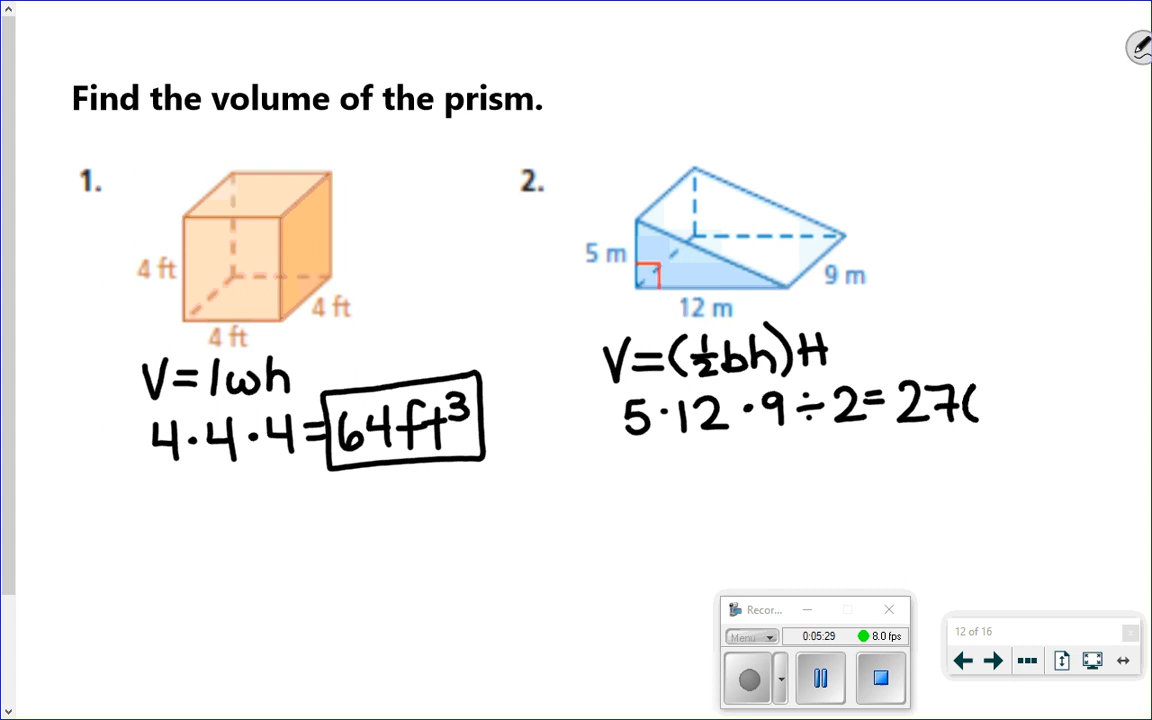 Find the volume of the prism.
1.
4 ft
4 ft
4 ft
V=lwh
4·4·4=64ft³
2.
5 m
12 m
9 m
V=(½bh)H
5·12·9÷2=27(
Recor...
Menu
0:05:29
8.0 fps
12 of 16